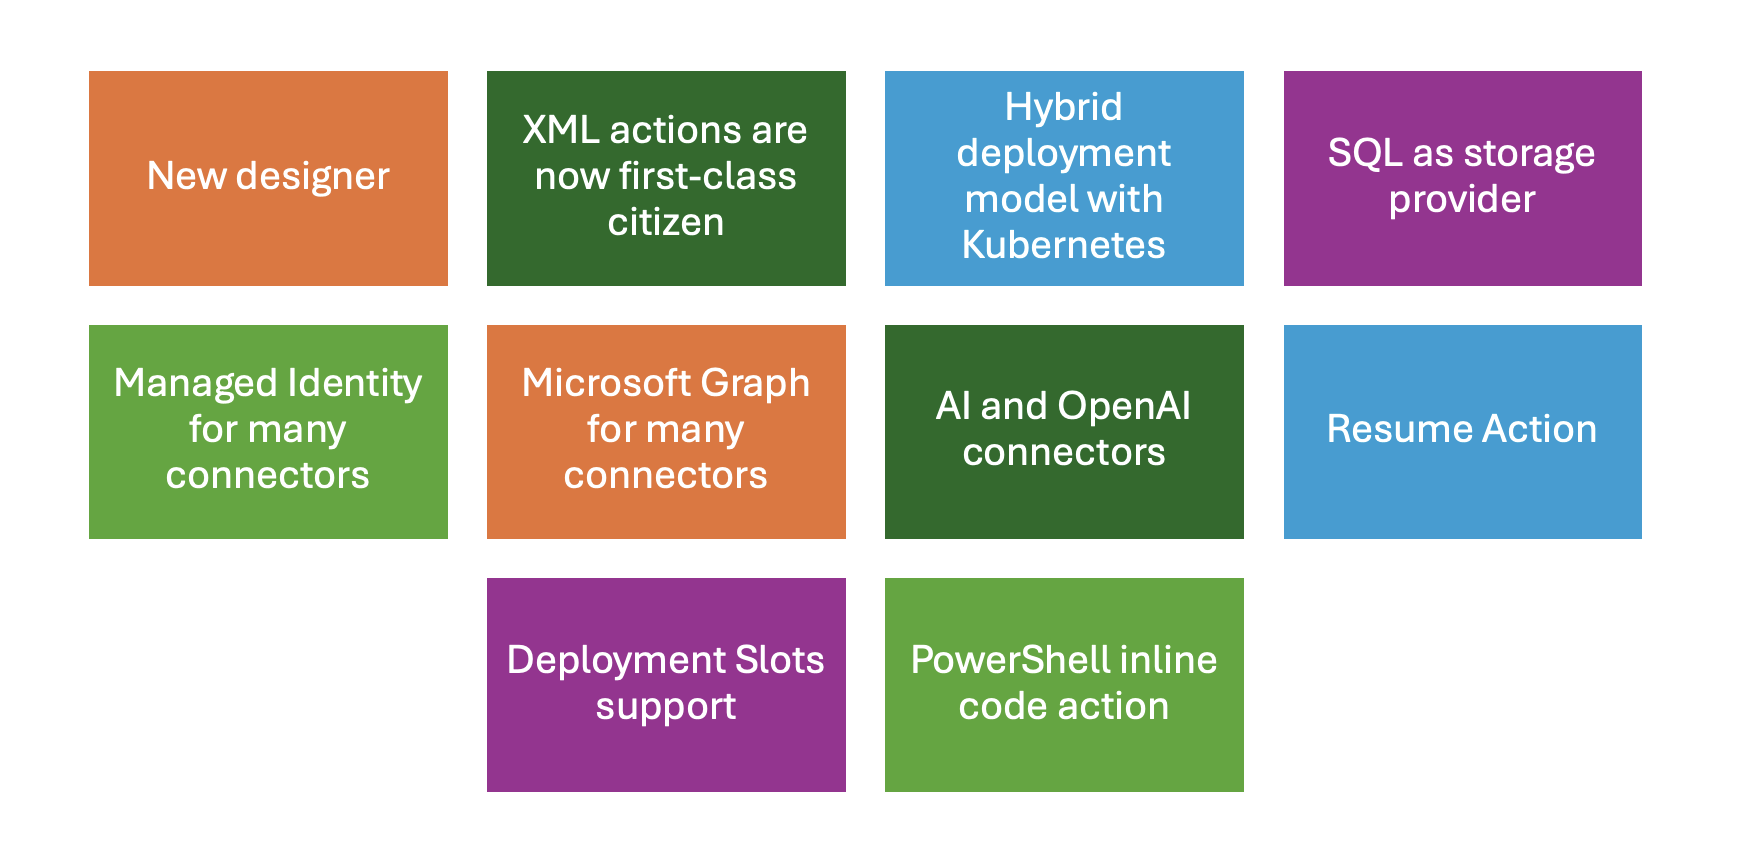 New designer
XML actions are
now first-class
citizen
Hybrid
deployment
model with
Kubernetes
SQL as storage
provider
Managed Identity
for many
connectors
Microsoft Graph
for many
connectors
AI and OpenAI
connectors
Resume Action
Deployment Slots
support
PowerShell inline
code action